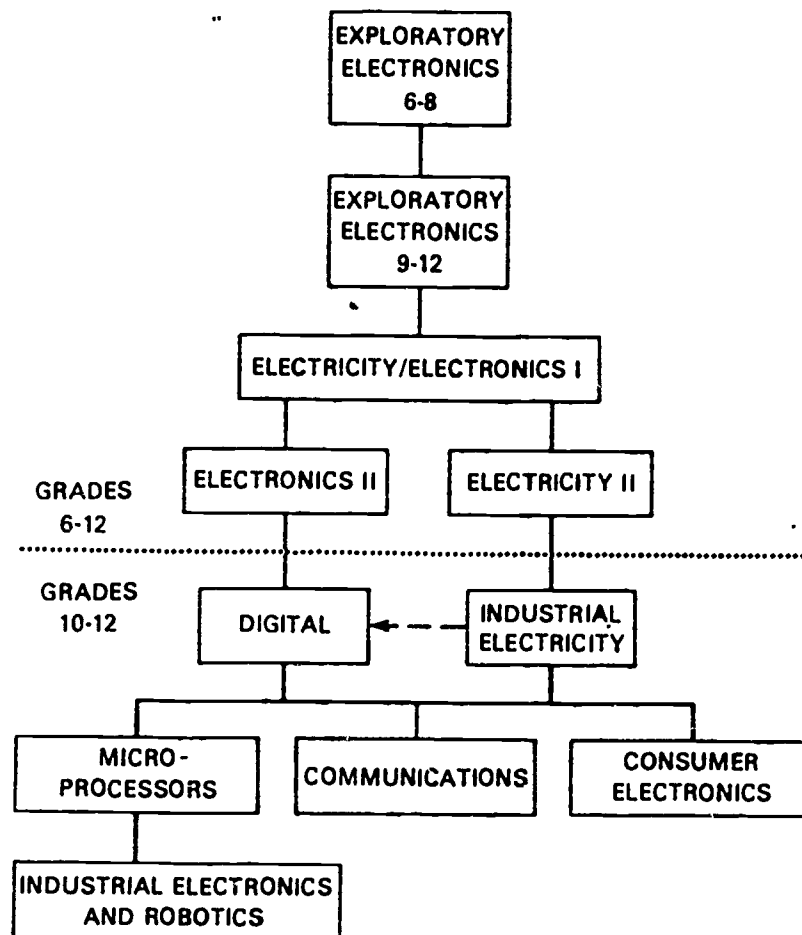 EXPLORATORY
ELECTRONICS
6-8
EXPLORATORY
ELECTRONICS
9-12
ELECTRICITY/ELECTRONICS I
ELECTRONICS II
ELECTRICITY II
GRADES
6-12
GRADES
10-12
DIGITAL
INDUSTRIAL
ELECTRICITY
MICRO-
PROCESSORS
COMMUNICATIONS
CONSUMER
ELECTRONICS
INDUSTRIAL ELECTRONICS
AND ROBOTICS